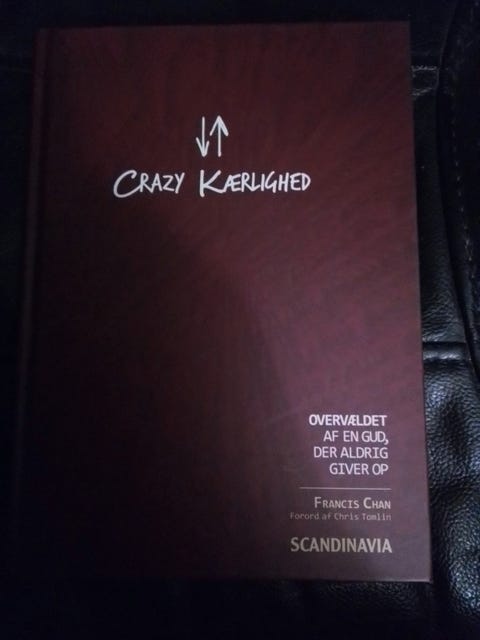 CRAZY KÆRLIGHED
OVERVÆLDET
AF EN GUD,
DER ALDRIG
GIVER OP
FRANCIS CHAN
Forord af Chris Tomlin
SCANDINAVIA